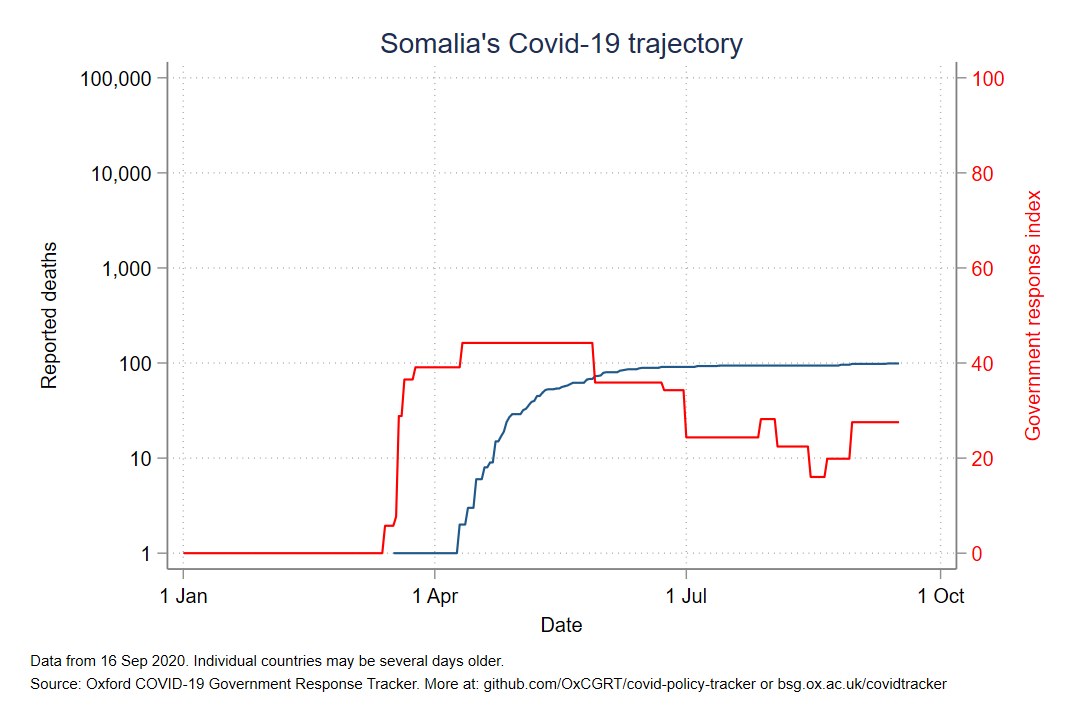 Somalia's Covid-19 trajectory
100,000
10,000
1,000
100
10
1
Reported deaths
100
80
60
40
20
0
Government response index
1 Jan
1 Apr
1 Jul
1 Oct
Date
Data from 16 Sep 2020. Individual countries may be several days older.
Source: Oxford COVID-19 Government Response Tracker. More at: github.com/OxCGRT/covid-policy-tracker or bsg.ox.ac.uk/covidtracker